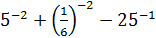 5⁻² + (1/6)⁻² − 25⁻¹